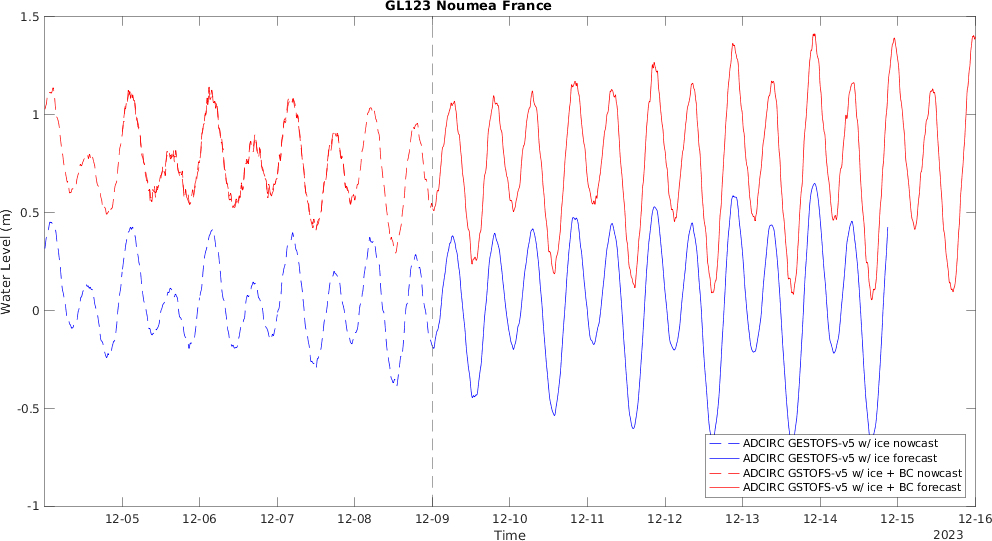 GL123 Noumea France
1.5
1
0.5
0
-0.5
-1
Water Level (m)
12-05 12-06 12-07 12-08 12-09 12-10 12-11 12-12 12-13 12-14 12-15 12-16
Time
2023
ADCIRC GESTOFS-v5 w/ ice nowcast
ADCIRC GESTOFS-v5 w/ ice forecast
ADCIRC GSTOFS-v5 w/ ice + BC nowcast
ADCIRC GSTOFS-v5 w/ ice + BC forecast